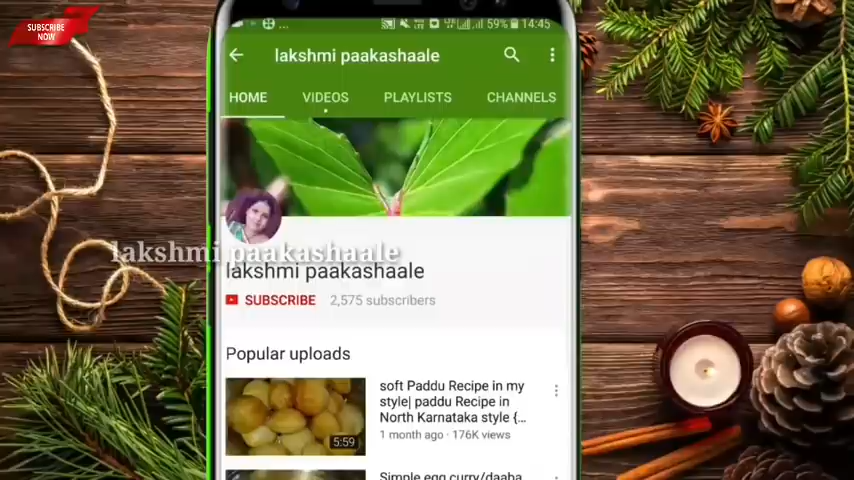 SUBSCRIBE
NOW
59% 14:45
lakshmi paakashaale
HOME VIDEOS PLAYLISTS CHANNELS
lakshmi paakashaale
lakshmi paakashaale
SUBSCRIBE 2,575 subscribers
Popular uploads
soft Paddu Recipe in my
style| paddu Recipe in
North Karnataka style {...
1 month ago · 176K views
5:59
Simple egg curry/daaba